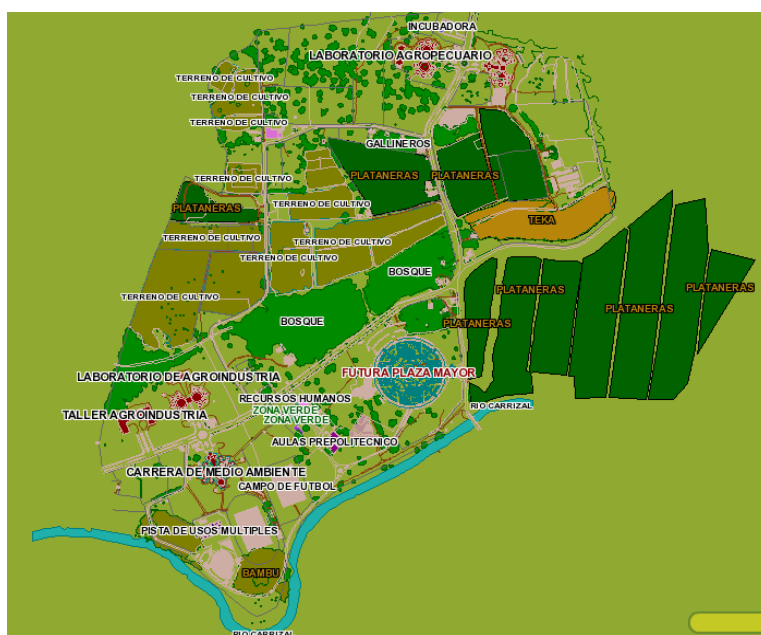 INCUBADORA
LABORATORIO AGROPECUARIO
TERRENO DE CULTIVO
TERRENO DE CULTIVO
TERRENO DE CULTIVO
GALLINEROS
TERRENO DE CULTIVO
PLATANERAS
PLATANERAS
PLATANERAS
TEKA
TERRENO DE CULTIVO
TERRENO DE CULTIVO
TERRENO DE CULTIVO
BOSQUE
PLATANERAS
TERRENO DE CULTIVO
PLATANERAS
PLATANERAS
BOSQUE
PLATANERAS
FUTURA PLAZA MAYOR
LABORATORIO DE AGROINDUSTRIA
RECURSOS HUMANOS
RIO CARRIZAL
ZONA VERDE
TALLER AGROINDUSTRIA
ZONA VERDE
AULAS PREPOLITECNICO
CARRERA DE MEDIO AMBIENTE
CAMPO DE FUTBOL
PISTA DE USOS MULTIPLES
BAMBU
RIO CARRIZAL